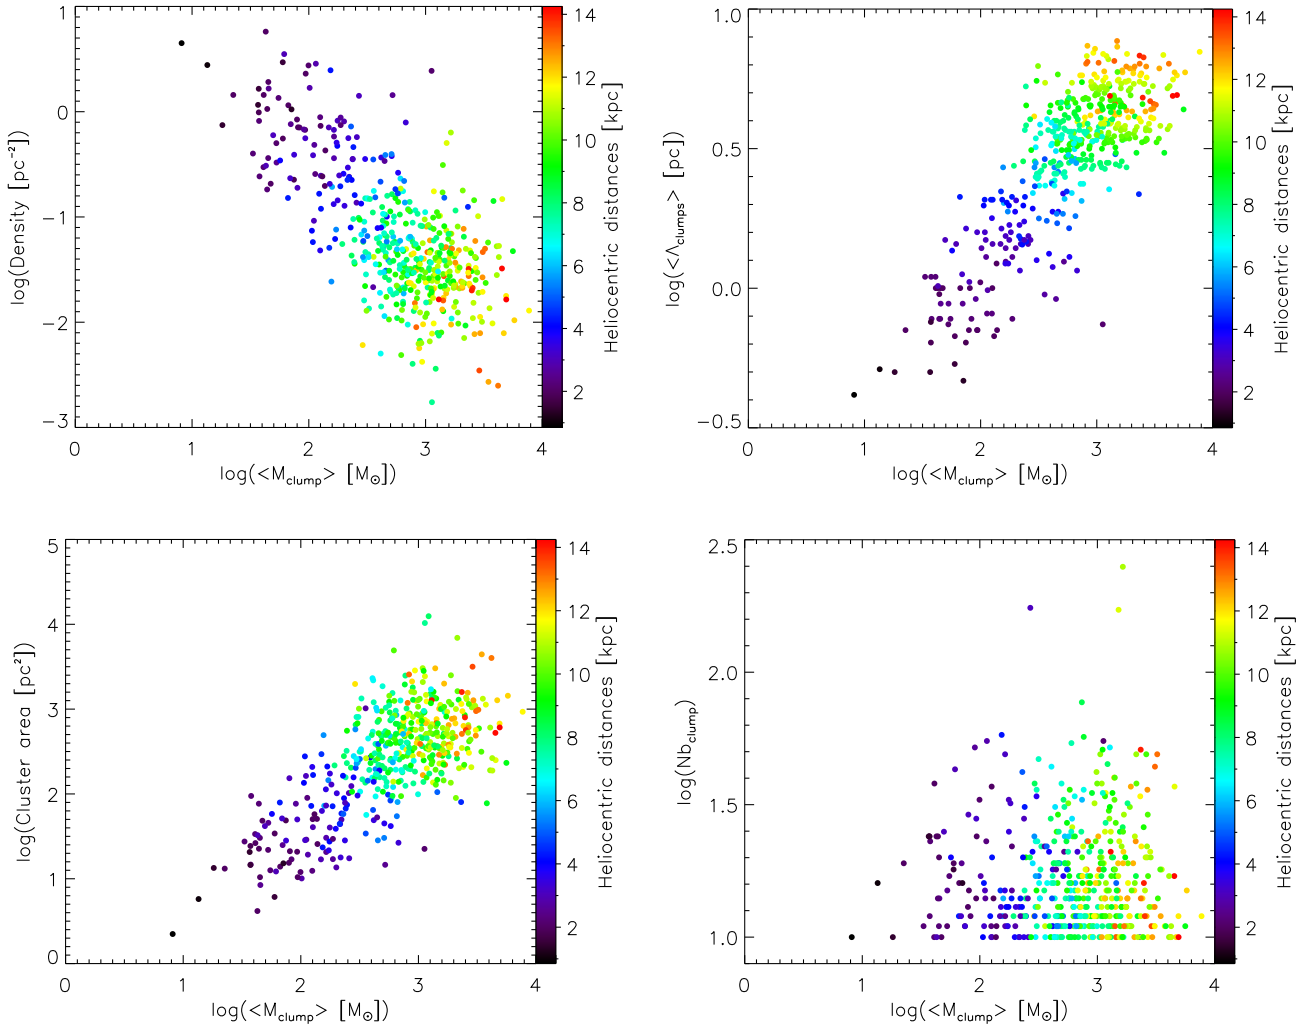 1
0
−1
−2
−3
log(Density [pc⁻²])
0 1 2 3 4
log(<M_clump> [M_⊙])
14
12
10
8
6
4
2
Heliocentric distances [kpc]
1.0
0.5
0.0
−0.5
log(<Λ_clumps> [pc])
0 1 2 3 4
log(<M_clump> [M_⊙])
14
12
10
8
6
4
2
Heliocentric distances [kpc]
5
4
3
2
1
0
log(Cluster area [pc²])
0 1 2 3 4
log(<M_clump> [M_⊙])
14
12
10
8
6
4
2
Heliocentric distances [kpc]
2.5
2.0
1.5
1.0
log(Nb_clump)
0 1 2 3 4
log(<M_clump> [M_⊙])
14
12
10
8
6
4
2
Heliocentric distances [kpc]